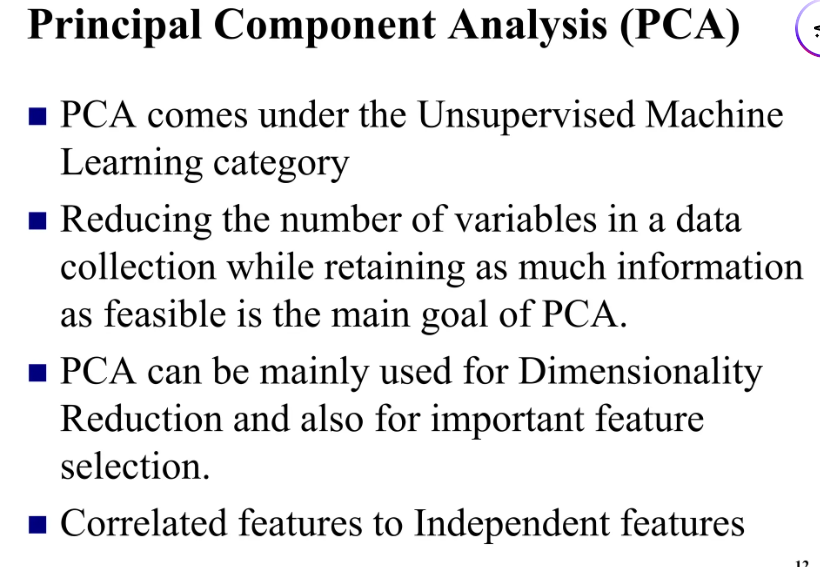 Principal Component Analysis (PCA)
PCA comes under the Unsupervised Machine
Learning category
Reducing the number of variables in a data
collection while retaining as much information
as feasible is the main goal of PCA.
PCA can be mainly used for Dimensionality
Reduction and also for important feature
selection.
Correlated features to Independent features